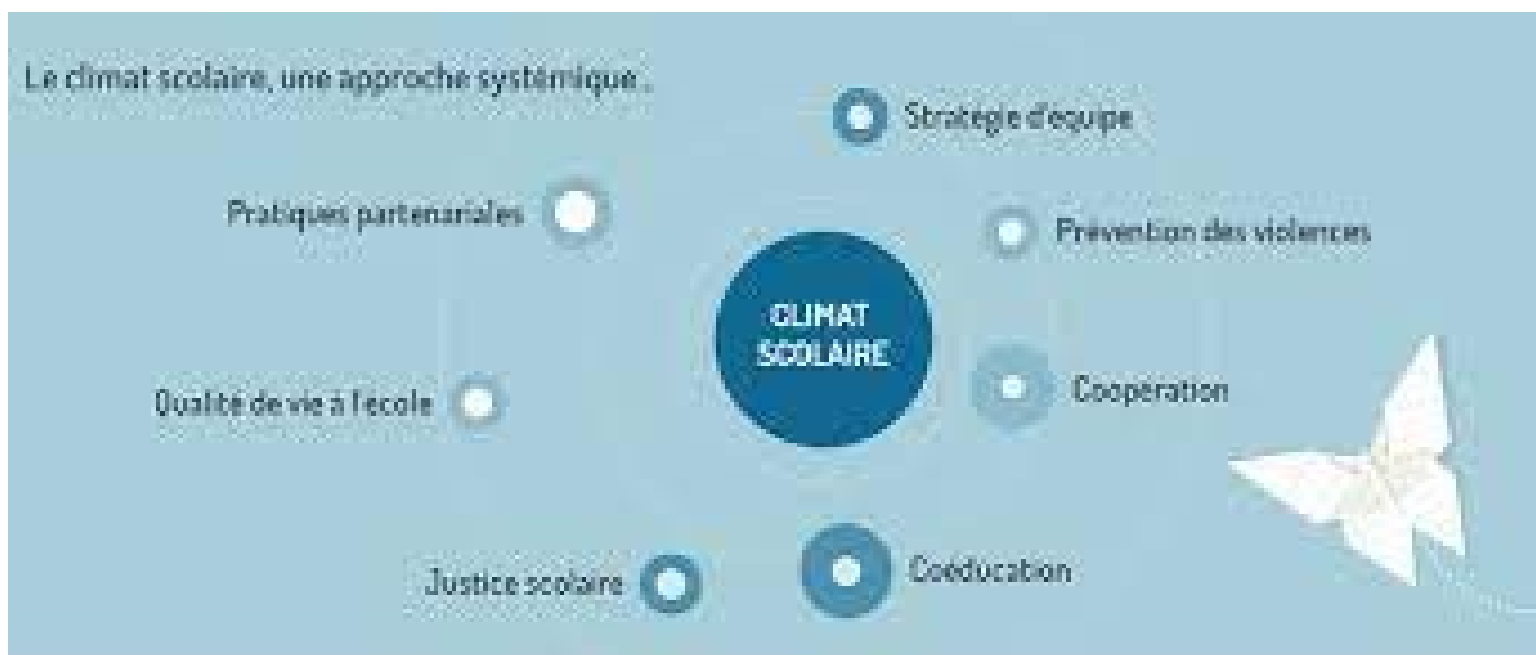 Le climat scolaire, une approche systémique.
Stratégie d'équipe
Pratiques partenariales
Prévention des violences
CLIMAT
SCOLAIRE
Coopération
Qualité de vie à l'école
Coéducation
Justice scolaire